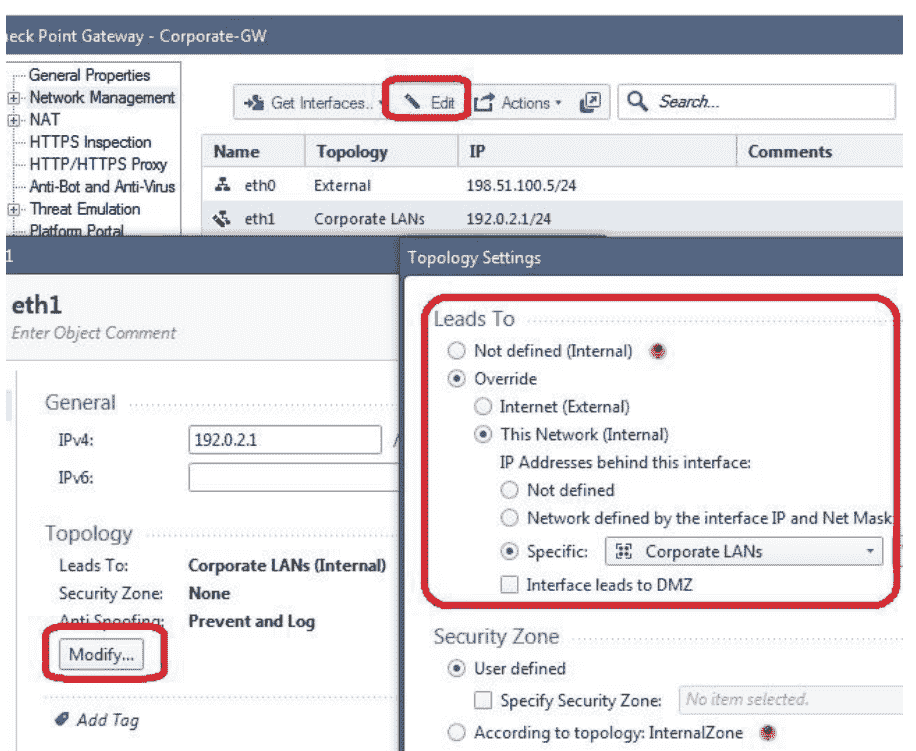 eck Point Gateway - Corporate-GW
General Properties
Network Management
NAT
HTTPS Inspection
HTTP/HTTPS Proxy
Anti-Bot and Anti-Virus
Threat Emulation
Platform Portal
Get Interfaces... Edit Actions Search...
Name Topology IP Comments
eth0 External 198.51.100.5/24
eth1 Corporate LANs 192.0.2.1/24
1
eth1
Enter Object Comment
General
IPv4: 192.0.2.1 /
IPv6:
Topology
Leads To: Corporate LANs (Internal)
Security Zone: None
Anti Spoofing: Prevent and Log
Modify...
Add Tag
Topology Settings
Leads To
Not defined (Internal)
Override
Internet (External)
This Network (Internal)
IP Addresses behind this interface:
Not defined
Network defined by the interface IP and Net Mask
Specific: Corporate LANs
Interface leads to DMZ
Security Zone
User defined
Specify Security Zone: No item selected.
According to topology: InternalZone